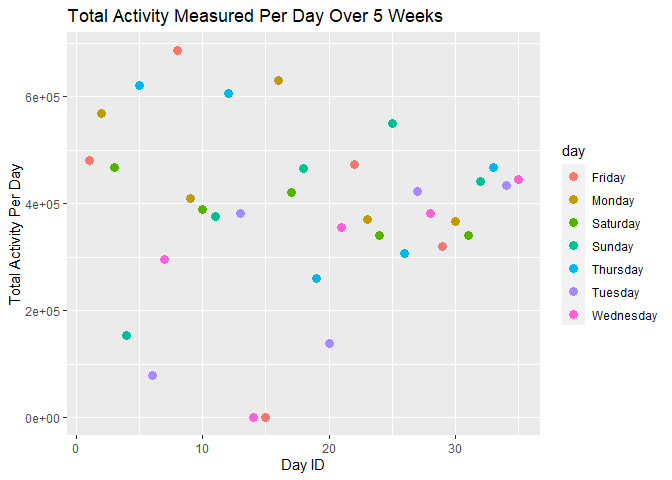 Total Activity Measured Per Day Over 5 Weeks
Total Activity Per Day
6e+05
4e+05
2e+05
0e+00
0
10
20
30
Day ID
day
Friday
Monday
Saturday
Sunday
Thursday
Tuesday
Wednesday